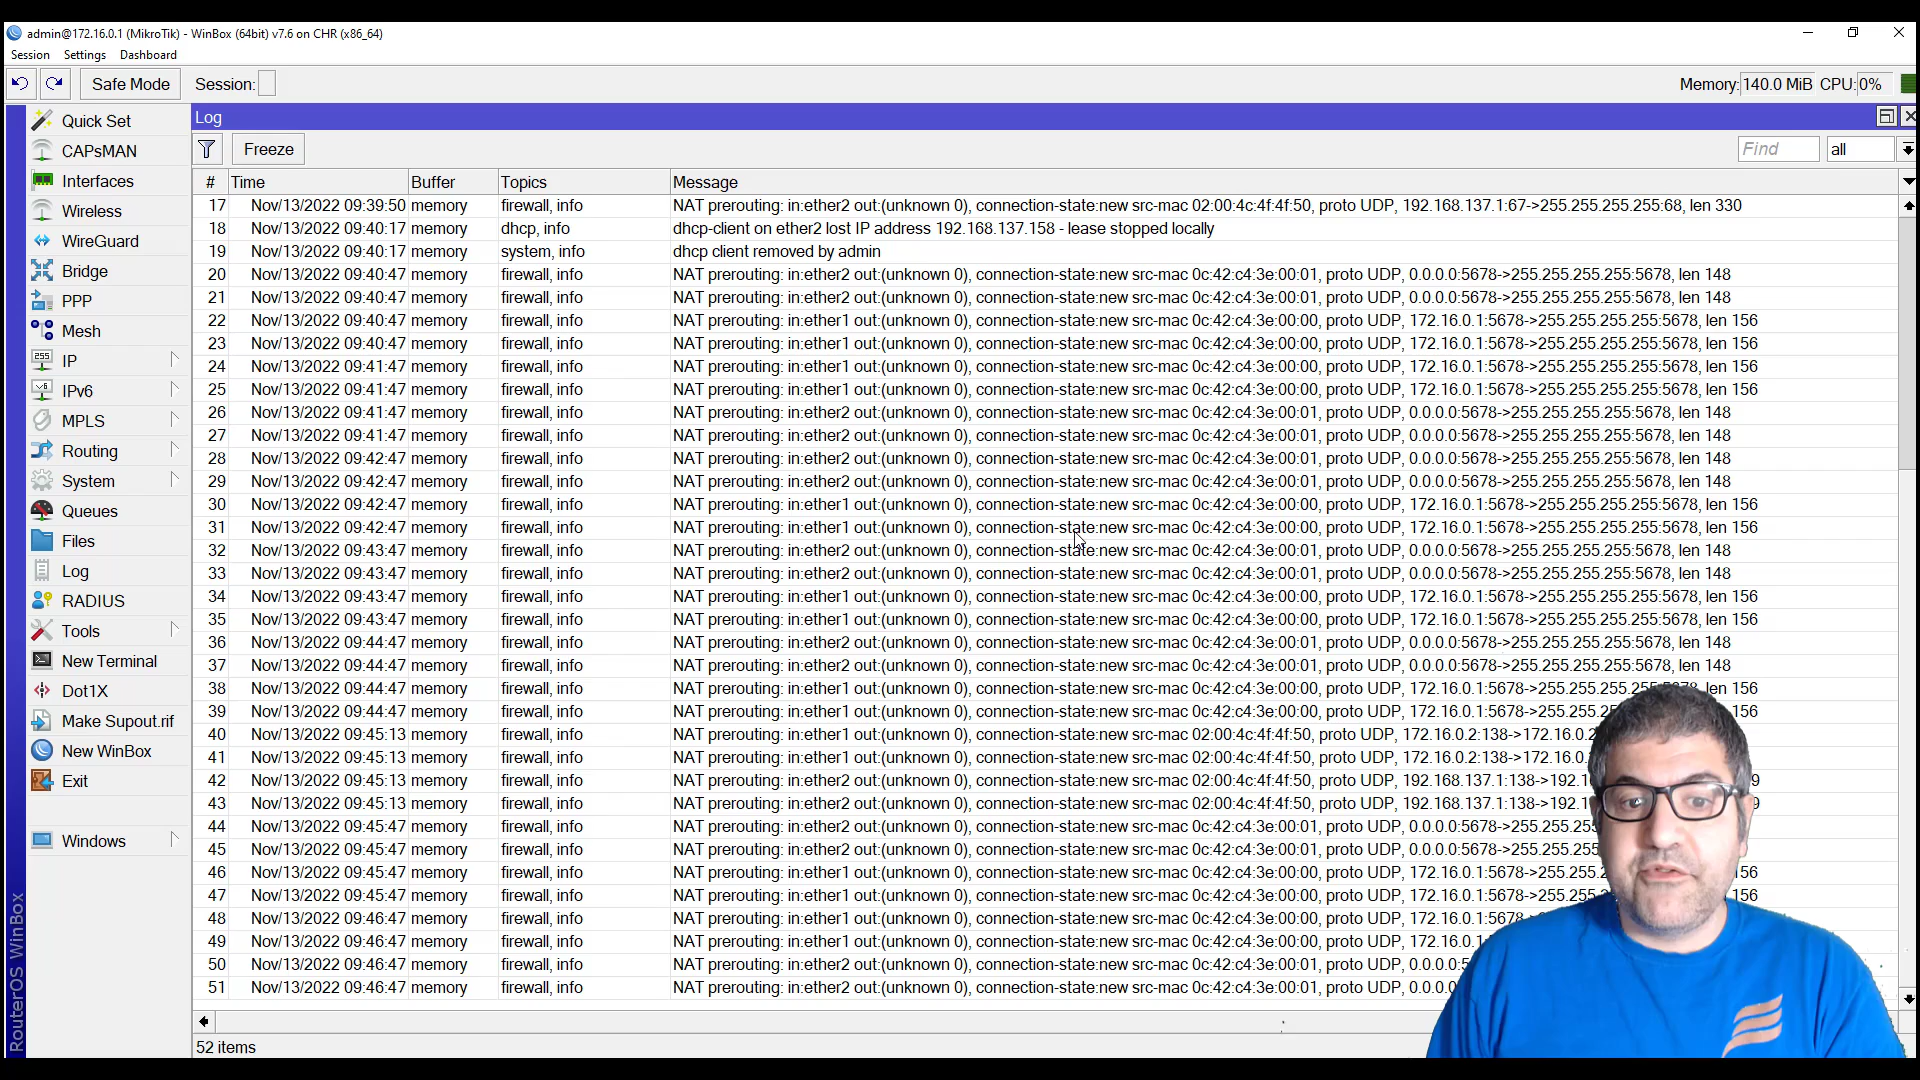 admin@172.16.0.1 (MikroTik) - WinBox (64bit) v7.6 on CHR (x86_64)
Session Settings Dashboard
Safe Mode Session: Memory: 140.0 MiB CPU: 0%
Quick Set
CAPsMAN
Interfaces
Wireless
WireGuard
Bridge
PPP
Mesh
IP
IPv6
MPLS
Routing
System
Queues
Files
Log
RADIUS
Tools
New Terminal
Dot1X
Make Supout.rif
New WinBox
Exit
Windows
RouterOS WinBox
Log
Freeze Find all
# Time Buffer Topics Message
17 Nov/13/2022 09:39:50 memory firewall, info NAT prerouting: in:ether2 out:(unknown 0), connection-state:new src-mac 02:00:4c:4f:4f:50, proto UDP, 192.168.137.1:67->255.255.255.255:68, len 330
18 Nov/13/2022 09:40:17 memory dhcp, info dhcp-client on ether2 lost IP address 192.168.137.158 - lease stopped locally
19 Nov/13/2022 09:40:17 memory system, info dhcp client removed by admin
20 Nov/13/2022 09:40:47 memory firewall, info NAT prerouting: in:ether2 out:(unknown 0), connection-state:new src-mac 0c:42:c4:3e:00:01, proto UDP, 0.0.0.0:5678->255.255.255.255:5678, len 148
21 Nov/13/2022 09:40:47 memory firewall, info NAT prerouting: in:ether2 out:(unknown 0), connection-state:new src-mac 0c:42:c4:3e:00:01, proto UDP, 0.0.0.0:5678->255.255.255.255:5678, len 148
22 Nov/13/2022 09:40:47 memory firewall, info NAT prerouting: in:ether1 out:(unknown 0), connection-state:new src-mac 0c:42:c4:3e:00:00, proto UDP, 172.16.0.1:5678->255.255.255.255:5678, len 156
23 Nov/13/2022 09:40:47 memory firewall, info NAT prerouting: in:ether1 out:(unknown 0), connection-state:new src-mac 0c:42:c4:3e:00:00, proto UDP, 172.16.0.1:5678->255.255.255.255:5678, len 156
24 Nov/13/2022 09:41:47 memory firewall, info NAT prerouting: in:ether1 out:(unknown 0), connection-state:new src-mac 0c:42:c4:3e:00:00, proto UDP, 172.16.0.1:5678->255.255.255.255:5678, len 156
25 Nov/13/2022 09:41:47 memory firewall, info NAT prerouting: in:ether1 out:(unknown 0), connection-state:new src-mac 0c:42:c4:3e:00:00, proto UDP, 172.16.0.1:5678->255.255.255.255:5678, len 156
26 Nov/13/2022 09:41:47 memory firewall, info NAT prerouting: in:ether2 out:(unknown 0), connection-state:new src-mac 0c:42:c4:3e:00:01, proto UDP, 0.0.0.0:5678->255.255.255.255:5678, len 148
27 Nov/13/2022 09:41:47 memory firewall, info NAT prerouting: in:ether2 out:(unknown 0), connection-state:new src-mac 0c:42:c4:3e:00:01, proto UDP, 0.0.0.0:5678->255.255.255.255:5678, len 148
28 Nov/13/2022 09:42:47 memory firewall, info NAT prerouting: in:ether2 out:(unknown 0), connection-state:new src-mac 0c:42:c4:3e:00:01, proto UDP, 0.0.0.0:5678->255.255.255.255:5678, len 148
29 Nov/13/2022 09:42:47 memory firewall, info NAT prerouting: in:ether2 out:(unknown 0), connection-state:new src-mac 0c:42:c4:3e:00:01, proto UDP, 0.0.0.0:5678->255.255.255.255:5678, len 148
30 Nov/13/2022 09:42:47 memory firewall, info NAT prerouting: in:ether1 out:(unknown 0), connection-state:new src-mac 0c:42:c4:3e:00:00, proto UDP, 172.16.0.1:5678->255.255.255.255:5678, len 156
31 Nov/13/2022 09:42:47 memory firewall, info NAT prerouting: in:ether1 out:(unknown 0), connection-state:new src-mac 0c:42:c4:3e:00:00, proto UDP, 172.16.0.1:5678->255.255.255.255:5678, len 156
32 Nov/13/2022 09:43:47 memory firewall, info NAT prerouting: in:ether2 out:(unknown 0), connection-state:new src-mac 0c:42:c4:3e:00:01, proto UDP, 0.0.0.0:5678->255.255.255.255:5678, len 148
33 Nov/13/2022 09:43:47 memory firewall, info NAT prerouting: in:ether2 out:(unknown 0), connection-state:new src-mac 0c:42:c4:3e:00:01, proto UDP, 0.0.0.0:5678->255.255.255.255:5678, len 148
34 Nov/13/2022 09:43:47 memory firewall, info NAT prerouting: in:ether1 out:(unknown 0), connection-state:new src-mac 0c:42:c4:3e:00:00, proto UDP, 172.16.0.1:5678->255.255.255.255:5678, len 156
35 Nov/13/2022 09:43:47 memory firewall, info NAT prerouting: in:ether1 out:(unknown 0), connection-state:new src-mac 0c:42:c4:3e:00:00, proto UDP, 172.16.0.1:5678->255.255.255.255:5678, len 156
36 Nov/13/2022 09:44:47 memory firewall, info NAT prerouting: in:ether2 out:(unknown 0), connection-state:new src-mac 0c:42:c4:3e:00:01, proto UDP, 0.0.0.0:5678->255.255.255.255:5678, len 148
37 Nov/13/2022 09:44:47 memory firewall, info NAT prerouting: in:ether2 out:(unknown 0), connection-state:new src-mac 0c:42:c4:3e:00:01, proto UDP, 0.0.0.0:5678->255.255.255.255:5678, len 148
38 Nov/13/2022 09:44:47 memory firewall, info NAT prerouting: in:ether1 out:(unknown 0), connection-state:new src-mac 0c:42:c4:3e:00:00, proto UDP, 172.16.0.1:5678->255.255.255.255:5678, len 156
39 Nov/13/2022 09:44:47 memory firewall, info NAT prerouting: in:ether1 out:(unknown 0), connection-state:new src-mac 0c:42:c4:3e:00:00, proto UDP, 172.16.0.1:5678->255.255.2 156
40 Nov/13/2022 09:45:13 memory firewall, info NAT prerouting: in:ether1 out:(unknown 0), connection-state:new src-mac 02:00:4c:4f:4f:50, proto UDP, 172.16.0.2:138->172.16.0.2
41 Nov/13/2022 09:45:13 memory firewall, info NAT prerouting: in:ether1 out:(unknown 0), connection-state:new src-mac 02:00:4c:4f:4f:50, proto UDP, 172.16.0.2:138->172.16.0.
42 Nov/13/2022 09:45:13 memory firewall, info NAT prerouting: in:ether2 out:(unknown 0), connection-state:new src-mac 02:00:4c:4f:4f:50, proto UDP, 192.168.137.1:138->192.1 9
43 Nov/13/2022 09:45:13 memory firewall, info NAT prerouting: in:ether2 out:(unknown 0), connection-state:new src-mac 02:00:4c:4f:4f:50, proto UDP, 192.168.137.1:138->192.1 9
44 Nov/13/2022 09:45:47 memory firewall, info NAT prerouting: in:ether2 out:(unknown 0), connection-state:new src-mac 0c:42:c4:3e:00:01, proto UDP, 0.0.0.0:5678->255.255.255
45 Nov/13/2022 09:45:47 memory firewall, info NAT prerouting: in:ether2 out:(unknown 0), connection-state:new src-mac 0c:42:c4:3e:00:01, proto UDP, 0.0.0.0:5678->255.255.255
46 Nov/13/2022 09:45:47 memory firewall, info NAT prerouting: in:ether1 out:(unknown 0), connection-state:new src-mac 0c:42:c4:3e:00:00, proto UDP, 172.16.0.1:5678->255.255. 56
47 Nov/13/2022 09:45:47 memory firewall, info NAT prerouting: in:ether1 out:(unknown 0), connection-state:new src-mac 0c:42:c4:3e:00:00, proto UDP, 172.16.0.1:5678->255.255. 156
48 Nov/13/2022 09:46:47 memory firewall, info NAT prerouting: in:ether1 out:(unknown 0), connection-state:new src-mac 0c:42:c4:3e:00:00, proto UDP, 172.16.0.1:5678->255.255
49 Nov/13/2022 09:46:47 memory firewall, info NAT prerouting: in:ether1 out:(unknown 0), connection-state:new src-mac 0c:42:c4:3e:00:00, proto UDP, 172.16.0.1
50 Nov/13/2022 09:46:47 memory firewall, info NAT prerouting: in:ether2 out:(unknown 0), connection-state:new src-mac 0c:42:c4:3e:00:01, proto UDP, 0.0.0.0:5
51 Nov/13/2022 09:46:47 memory firewall, info NAT prerouting: in:ether2 out:(unknown 0), connection-state:new src-mac 0c:42:c4:3e:00:01, proto UDP, 0.0.0.0
52 items